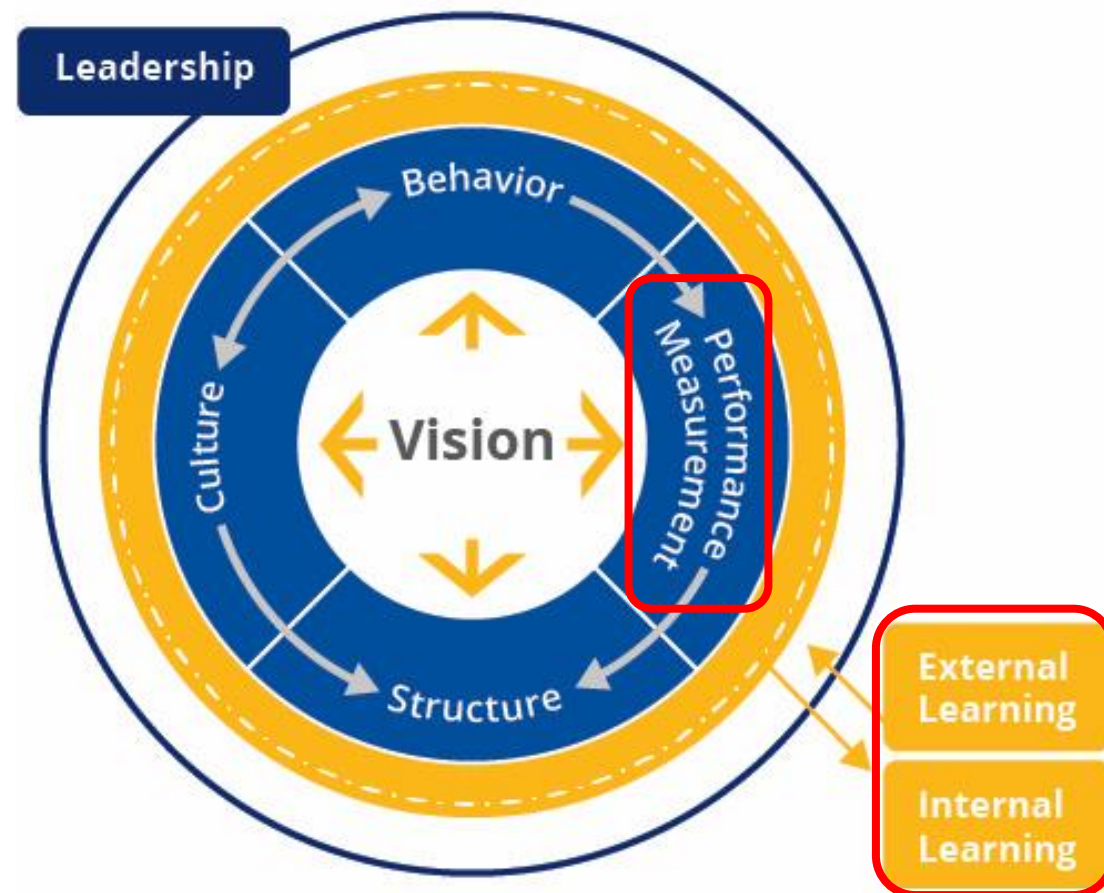 Leadership
Behavior
Performance
Measurement
Vision
Culture
Structure
External
Learning
Internal
Learning